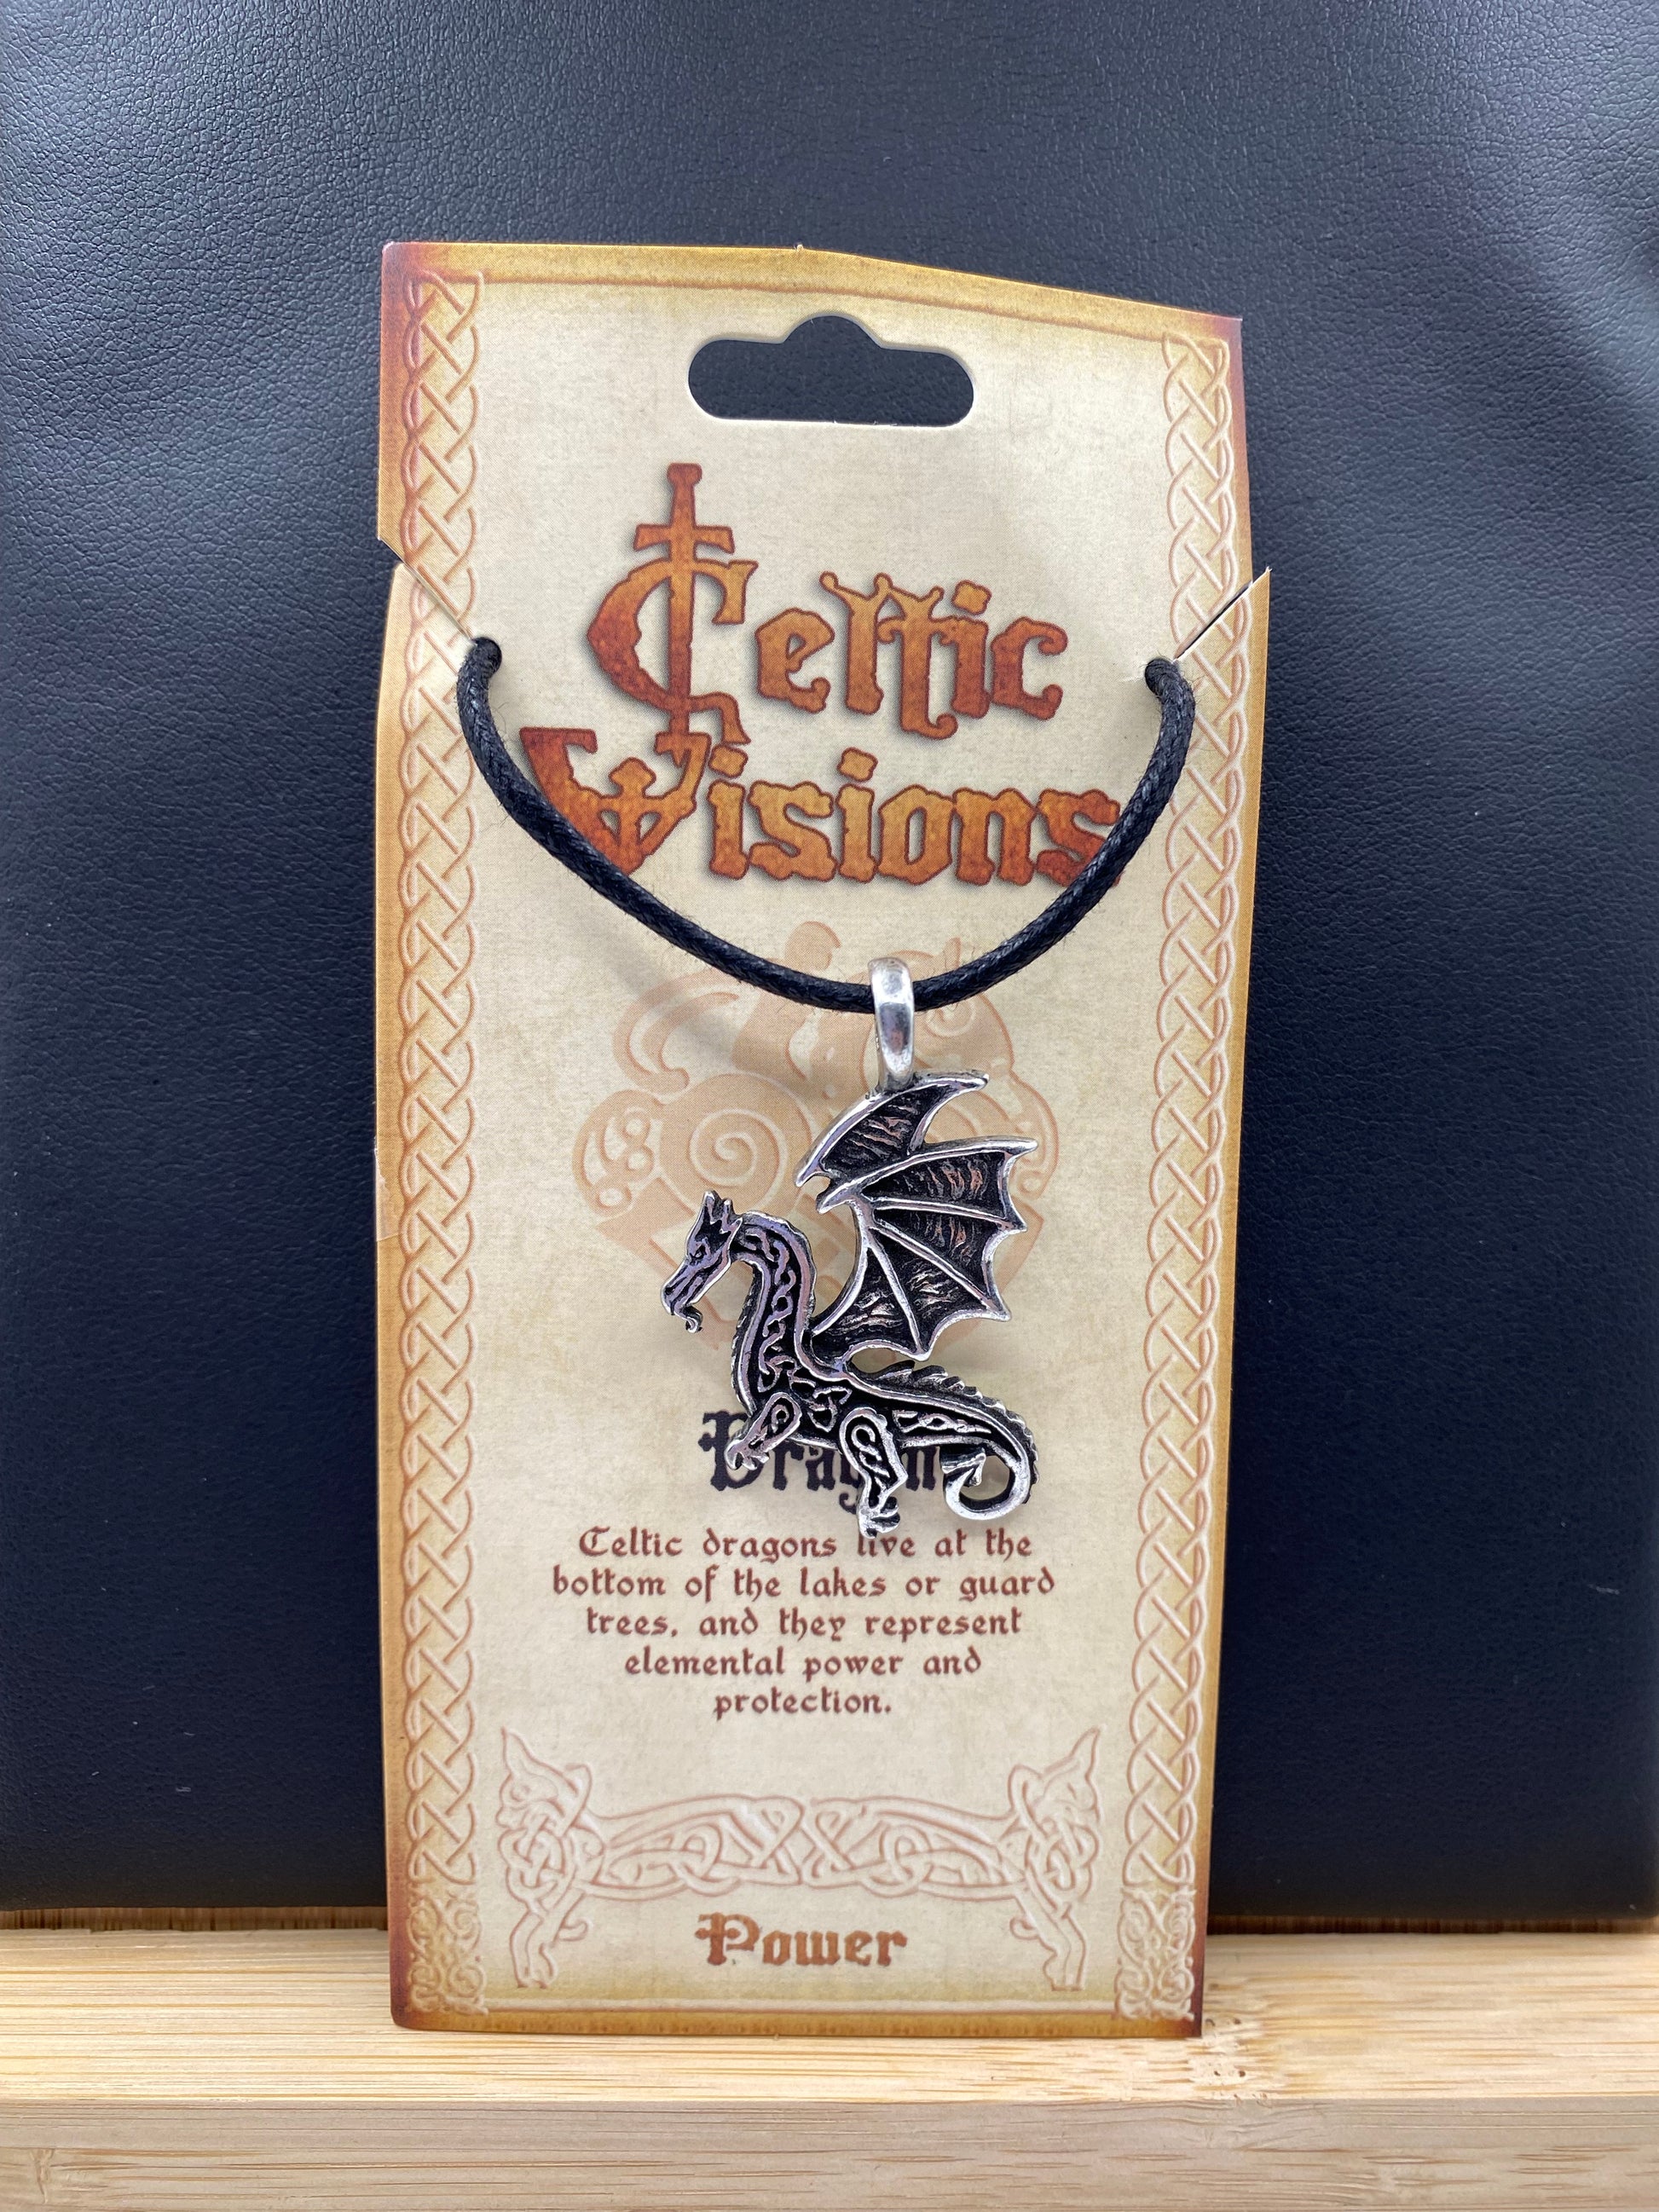 Celtic
Visions
Dragon
Celtic dragons live at the
bottom of the lakes or guard
trees, and they represent
elemental power and
protection.
Power